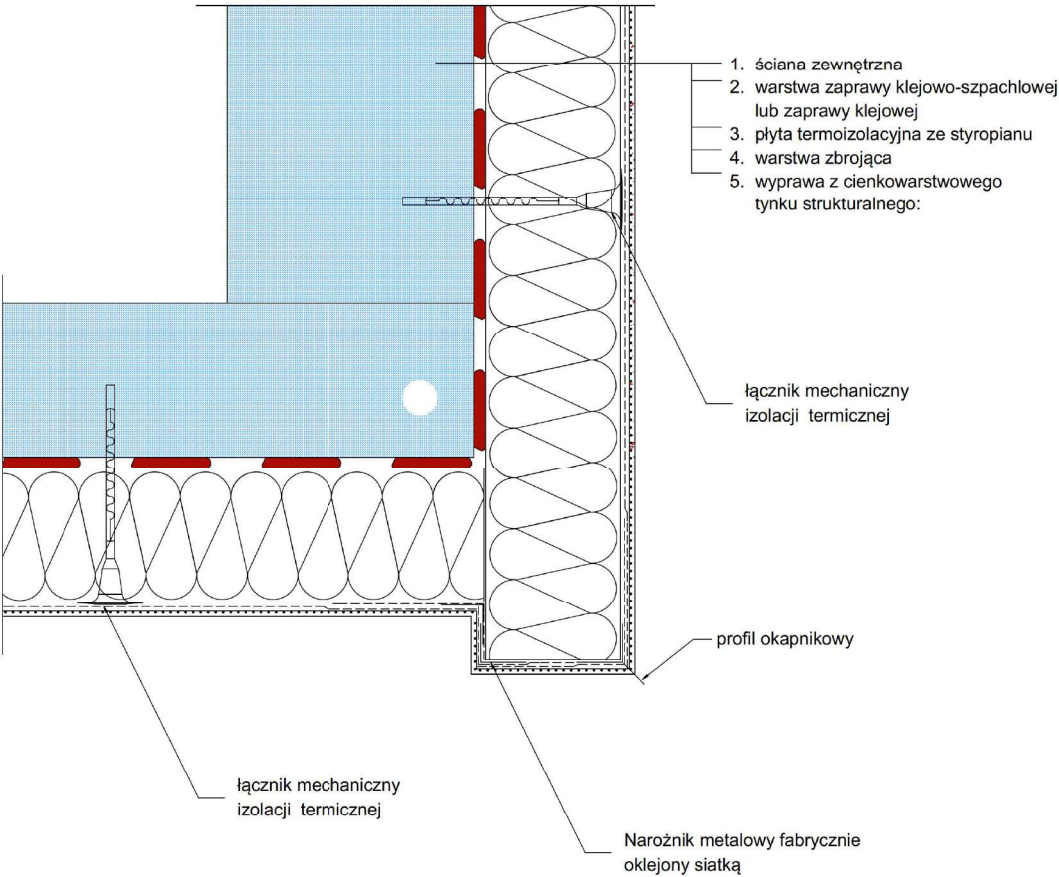 1. ściana zewnętrzna
2. warstwa zaprawy klejowo-szpachlowej
lub zaprawy klejowej
3. płyta termoizolacyjna ze styropianu
4. warstwa zbrojąca
5. wyprawa z cienkowarstwowego
tynku strukturalnego:
łącznik mechaniczny
izolacji termicznej
profil okapnikowy
łącznik mechaniczny
izolacji termicznej
Narożnik metalowy fabrycznie
oklejony siatką